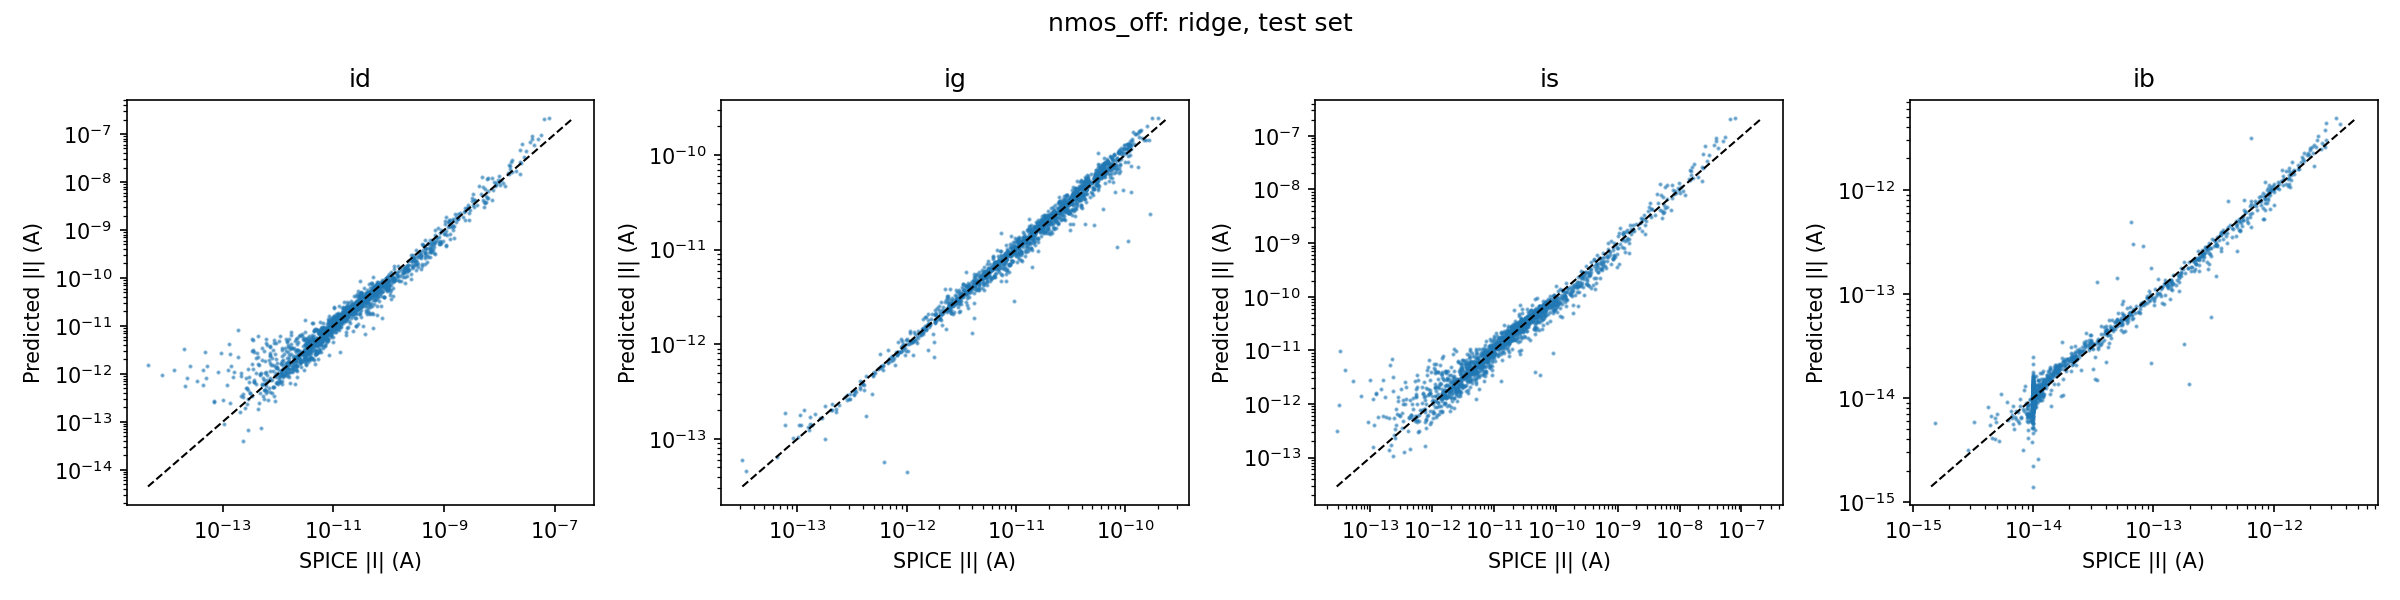 nmos_off: ridge, test set
id
Predicted |I| (A)
10⁻⁷
10⁻⁸
10⁻⁹
10⁻¹⁰
10⁻¹¹
10⁻¹²
10⁻¹³
10⁻¹⁴
10⁻¹³ 10⁻¹¹ 10⁻⁹ 10⁻⁷
SPICE |I| (A)
ig
Predicted |I| (A)
10⁻¹⁰
10⁻¹¹
10⁻¹²
10⁻¹³
10⁻¹³ 10⁻¹² 10⁻¹¹ 10⁻¹⁰
SPICE |I| (A)
is
Predicted |I| (A)
10⁻⁷
10⁻⁸
10⁻⁹
10⁻¹⁰
10⁻¹¹
10⁻¹²
10⁻¹³
10⁻¹³ 10⁻¹² 10⁻¹¹ 10⁻¹⁰ 10⁻⁹ 10⁻⁸ 10⁻⁷
SPICE |I| (A)
ib
Predicted |I| (A)
10⁻¹²
10⁻¹³
10⁻¹⁴
10⁻¹⁵
10⁻¹⁵ 10⁻¹⁴ 10⁻¹³ 10⁻¹²
SPICE |I| (A)